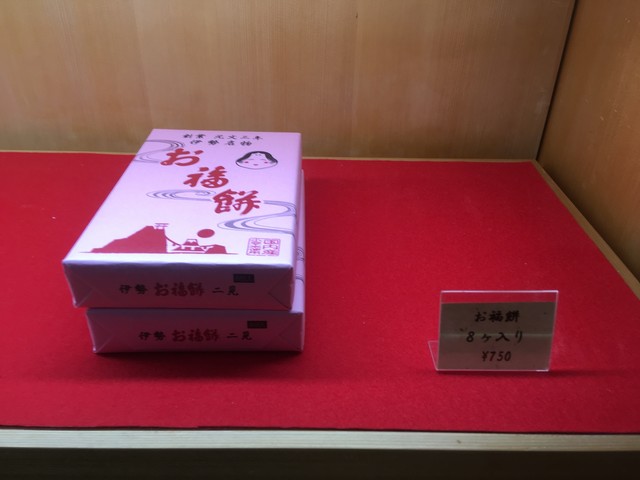 創業 元文三年
伊勢名物
お福餅
伊勢 お福餅 二見
伊勢 お福餅 二見
お福餅
8ヶ入り
¥750